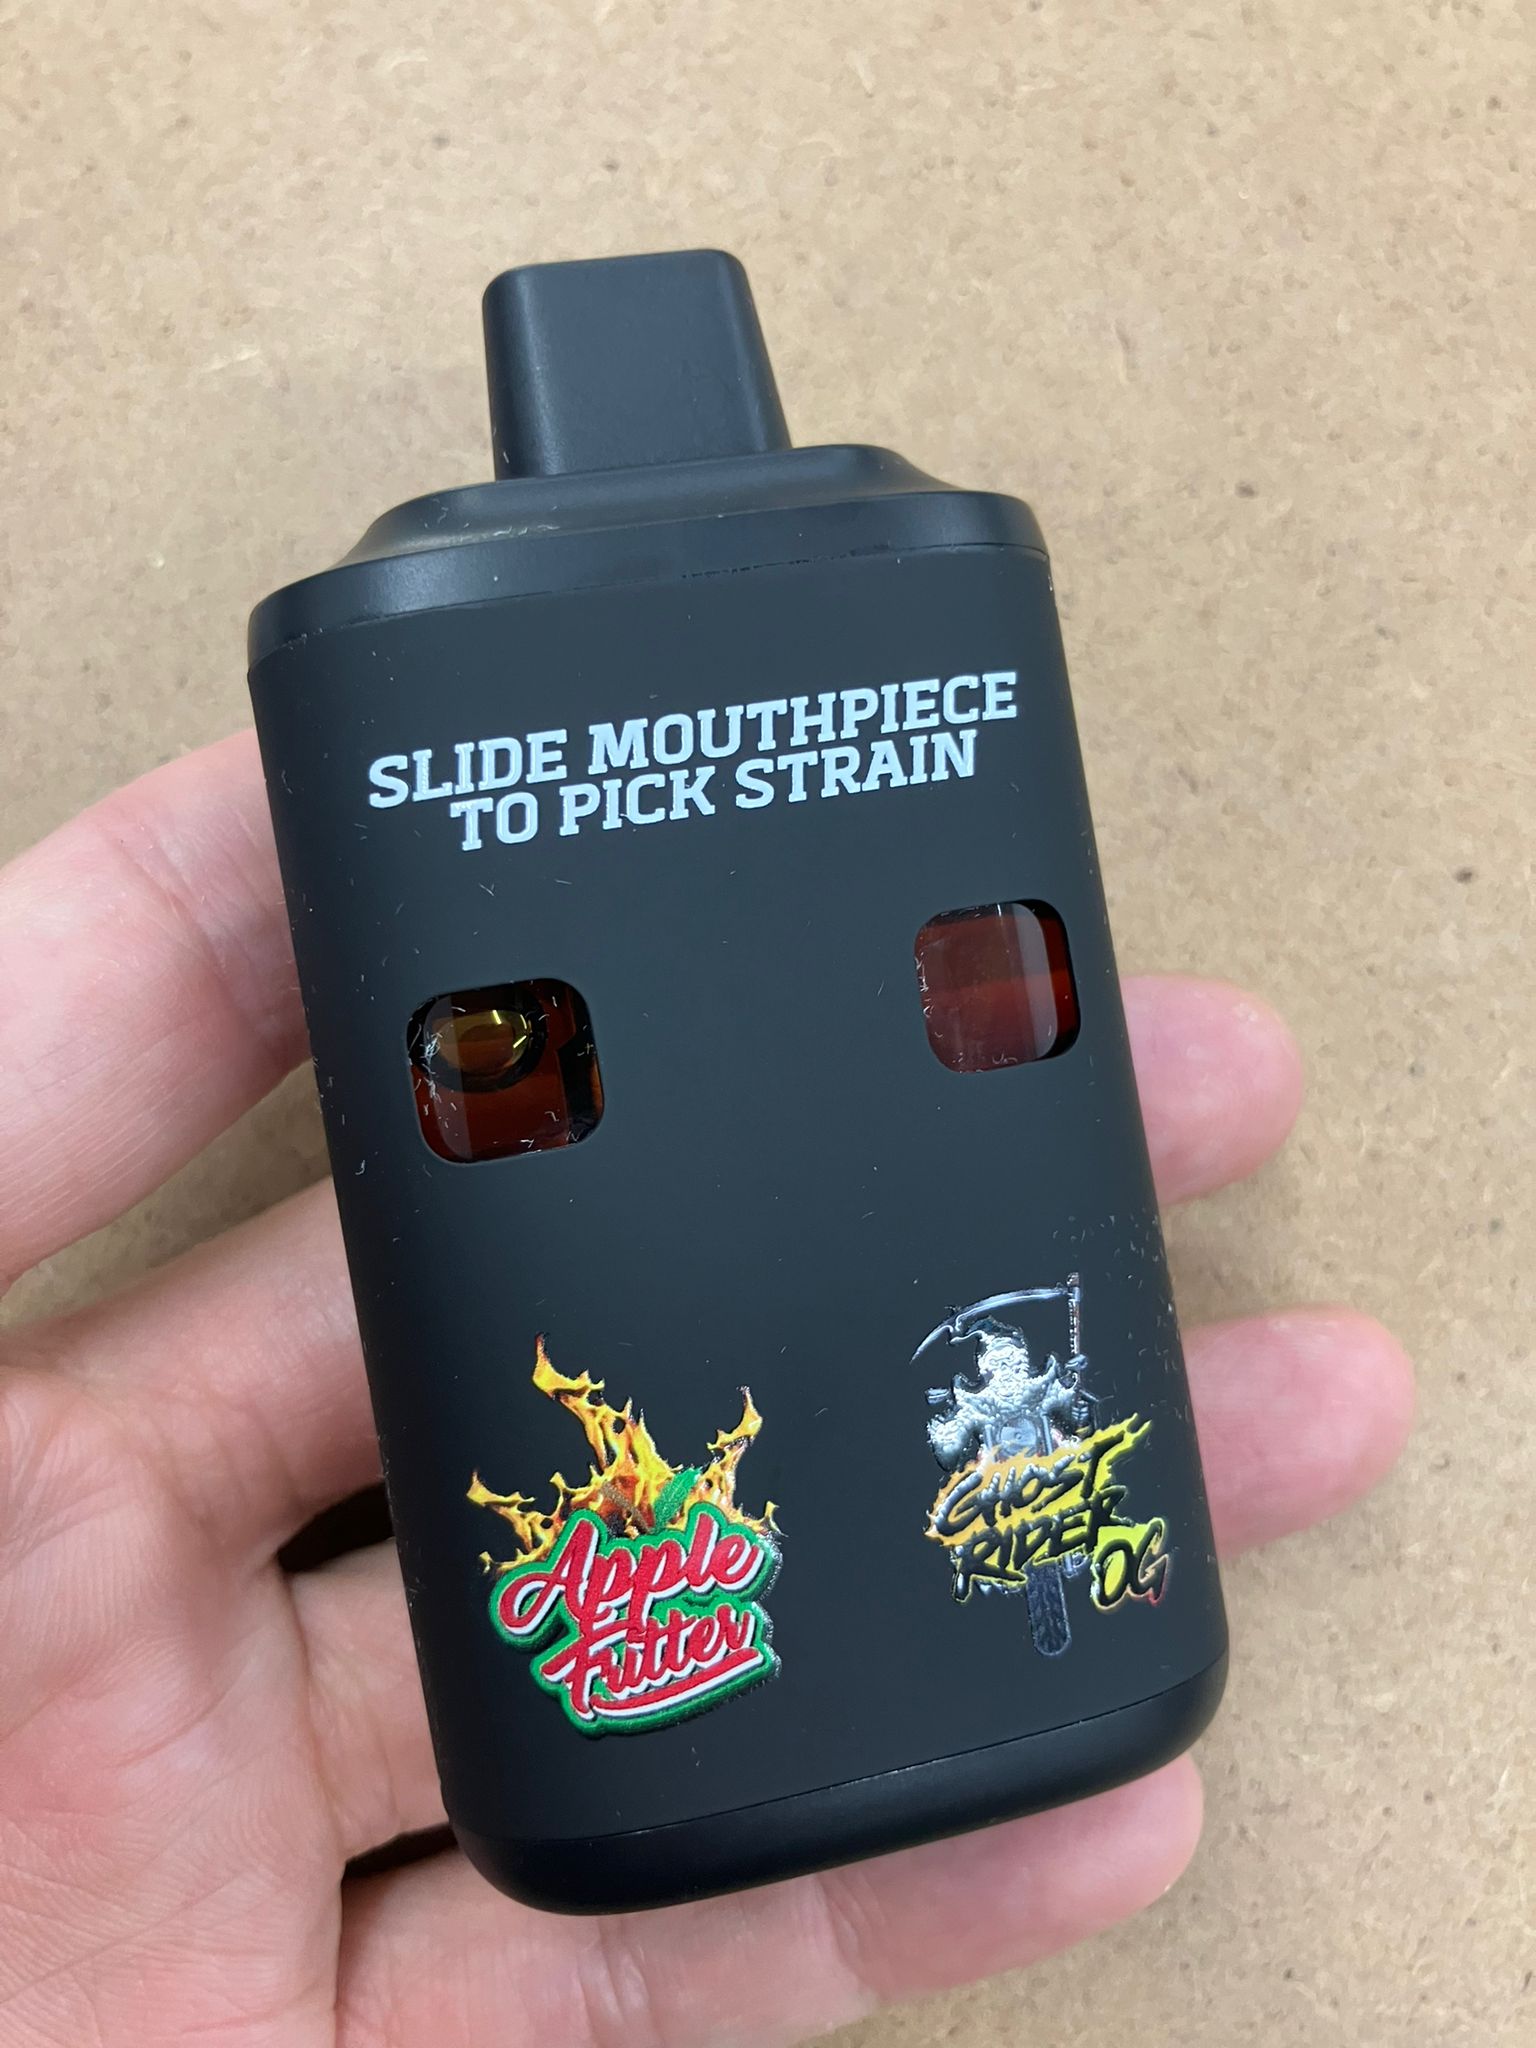 SLIDE MOUTHPIECE
TO PICK STRAIN
Apple
Fritter
GHOST
RIDER
OG